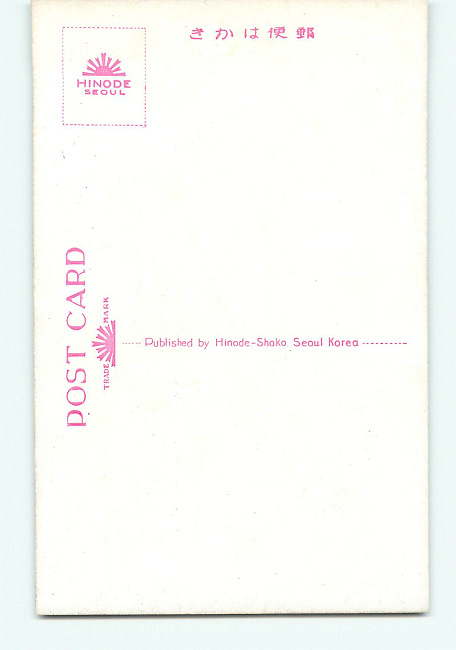 きかは便郵
HINODE
SEOUL
POST CARD
TRADE MARK
Published by Hinode-Shoko Seoul Korea